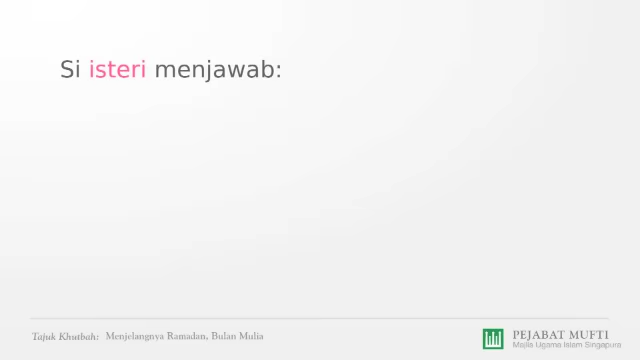 Si isteri menjawab:
Tajuk Khutbah: Menjelangnya Ramadan, Bulan Mulia
PEJABAT MUFTI
Majlis Ugama Islam Singapura